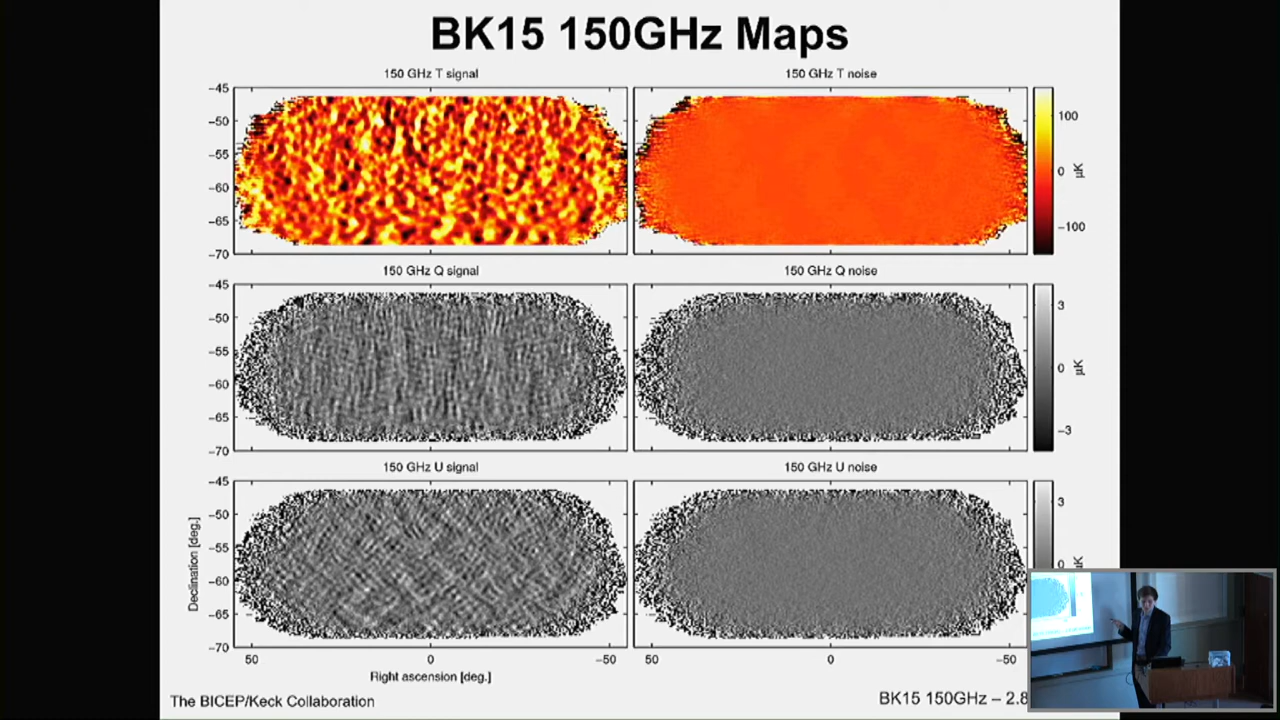 BK15 150GHz Maps
150 GHz T signal
150 GHz T noise
−45
−50
−55
−60
−65
−70
100
0
−100
µK
150 GHz Q signal
150 GHz Q noise
−45
−50
−55
−60
−65
−70
3
0
−3
µK
150 GHz U signal
150 GHz U noise
−45
−50
−55
−60
−65
−70
Declination [deg.]
3
0
50
0
−50
50
0
−50
Right ascension [deg.]
The BICEP/Keck Collaboration
BK15 150GHz – 2.8